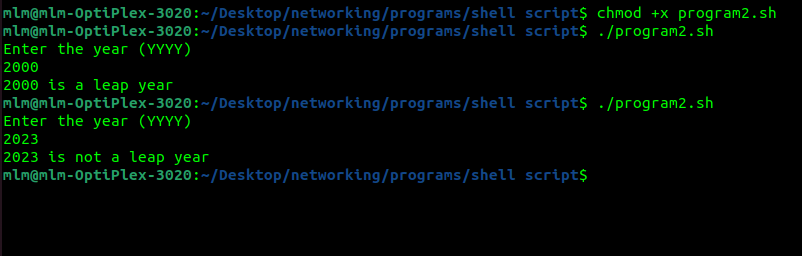 mlm@mlm-OptiPlex-3020:~/Desktop/networking/programs/shell script$ chmod +x program2.sh
mlm@mlm-OptiPlex-3020:~/Desktop/networking/programs/shell script$ ./program2.sh
Enter the year (YYYY)
2000
2000 is a leap year
mlm@mlm-OptiPlex-3020:~/Desktop/networking/programs/shell script$ ./program2.sh
Enter the year (YYYY)
2023
2023 is not a leap year
mlm@mlm-OptiPlex-3020:~/Desktop/networking/programs/shell script$